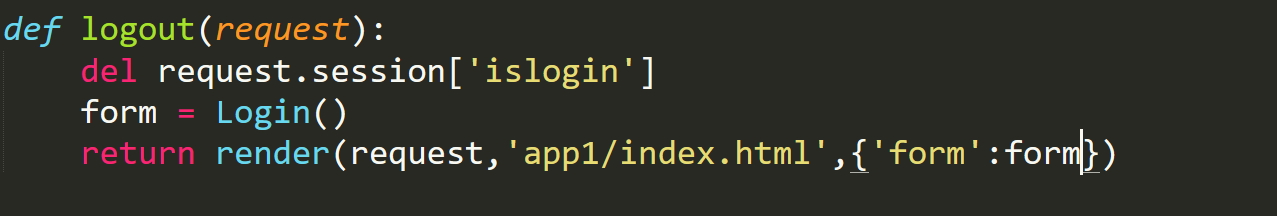 def logout(request):
    del request.session['islogin']
    form = Login()
    return render(request,'app1/index.html',{'form':form})